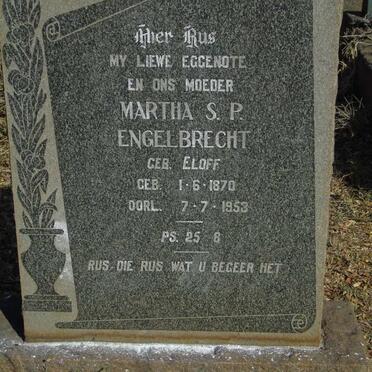 Hier Rus
MY LIEWE EGGENOTE
EN ONS MOEDER
MARTHA S. P.
ENGELBRECHT
GEB. ELOFF
GEB. 1-6-1870
OORL. 7-7-1953
PS. 25 8
RUS DIE RUS WAT U BEGEER HET